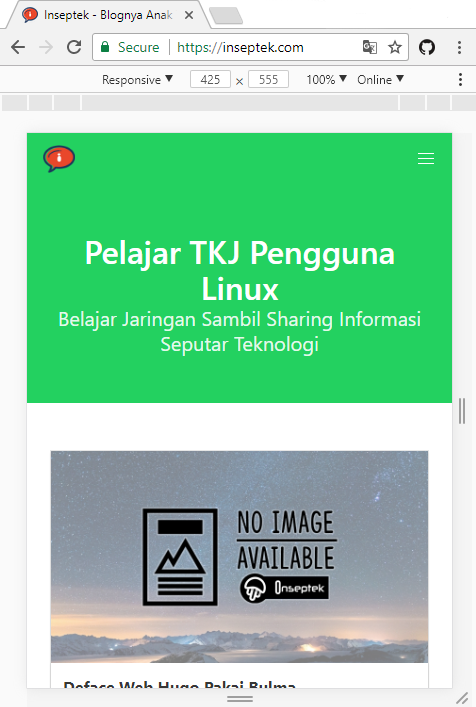 Inseptek - Blognya Anak
Secure
https://inseptek.com
Responsive ▼ 425 × 555 100% ▼ Online ▼
Pelajar TKJ Pengguna
Linux
Belajar Jaringan Sambil Sharing Informasi
Seputar Teknologi
NO IMAGE
AVAILABLE
Inseptek
Deface Web Hugo Pakai Bulma